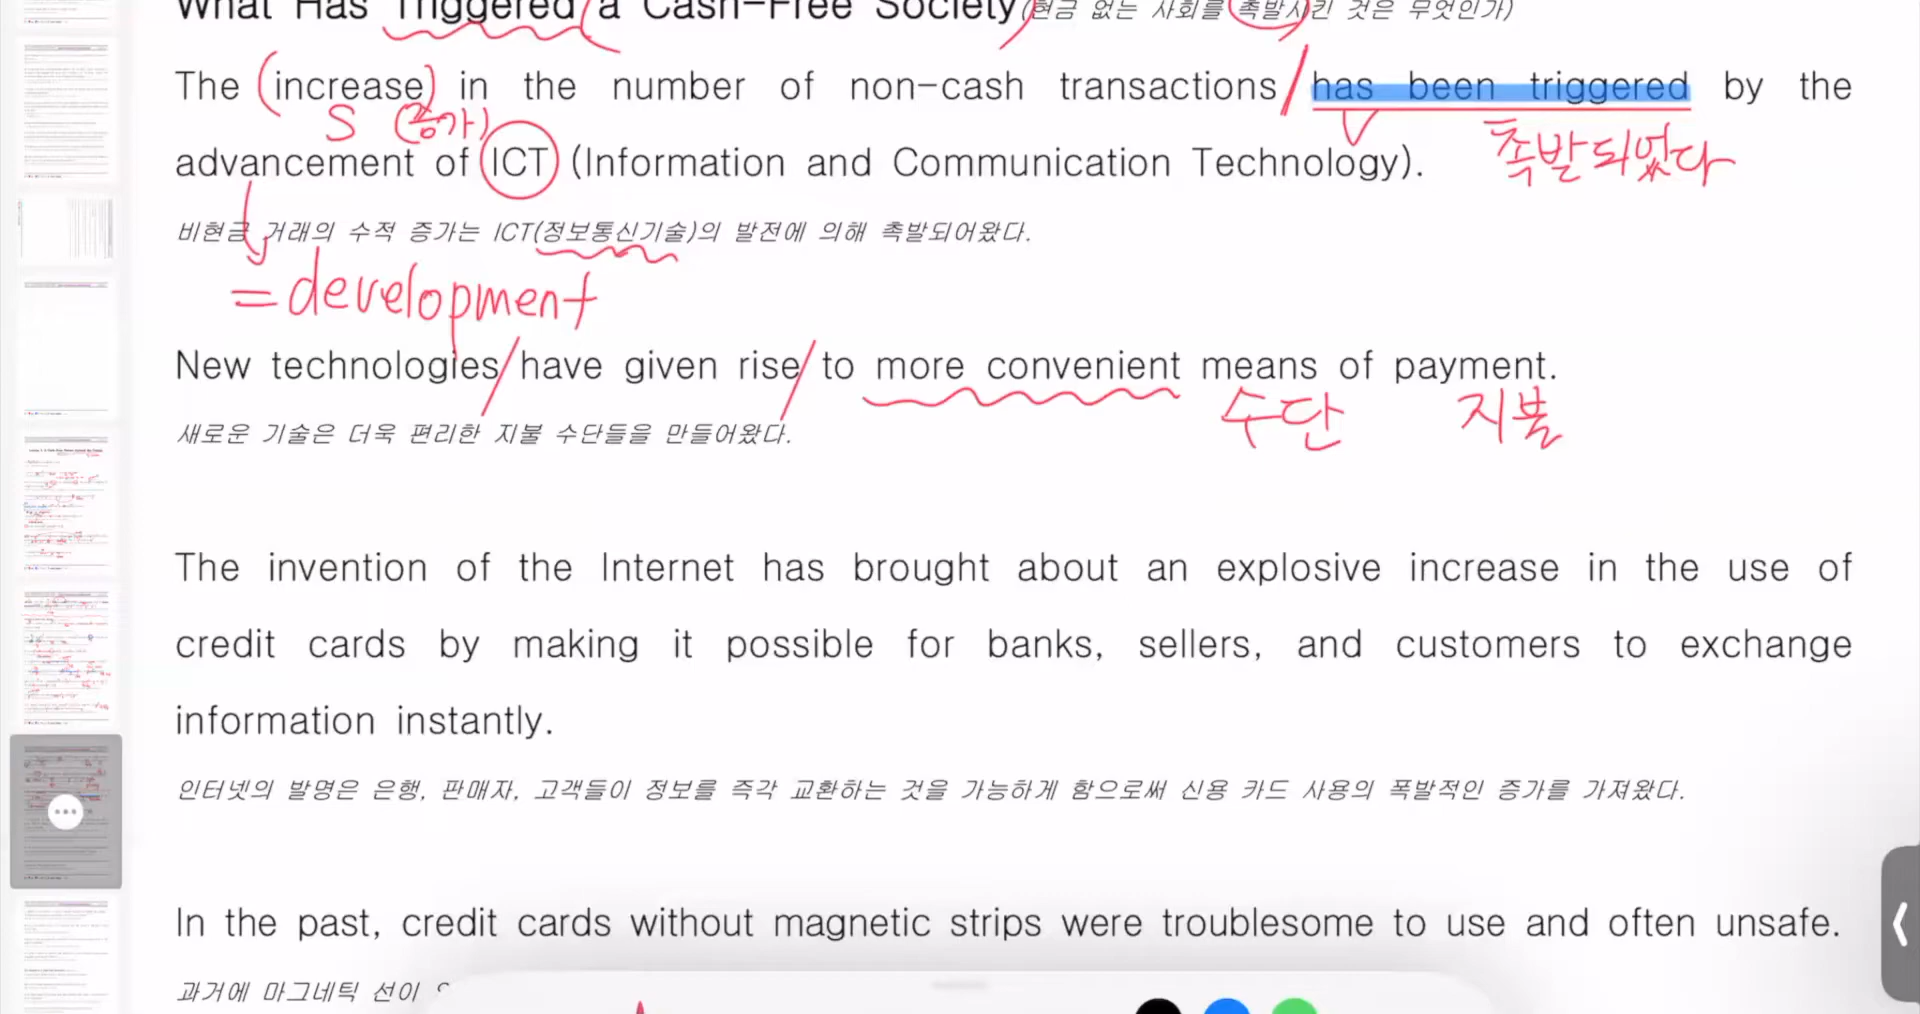 What Has Triggered a Cash-Free Society(현금 없는 사회를 촉발시킨 것은 무엇인가)
The increase in the number of non-cash transactions has been triggered by the
S (증가)
촉발되었다
advancement of ICT (Information and Communication Technology).
비현금 거래의 수적 증가는 ICT(정보통신기술)의 발전에 의해 촉발되어왔다.
= development
New technologies have given rise to more convenient means of payment.
수단 지불
새로운 기술은 더욱 편리한 지불 수단들을 만들어왔다.
The invention of the Internet has brought about an explosive increase in the use of
credit cards by making it possible for banks, sellers, and customers to exchange
information instantly.
인터넷의 발명은 은행, 판매자, 고객들이 정보를 즉각 교환하는 것을 가능하게 함으로써 신용 카드 사용의 폭발적인 증가를 가져왔다.
In the past, credit cards without magnetic strips were troublesome to use and often unsafe.
과거에 마그네틱 선이